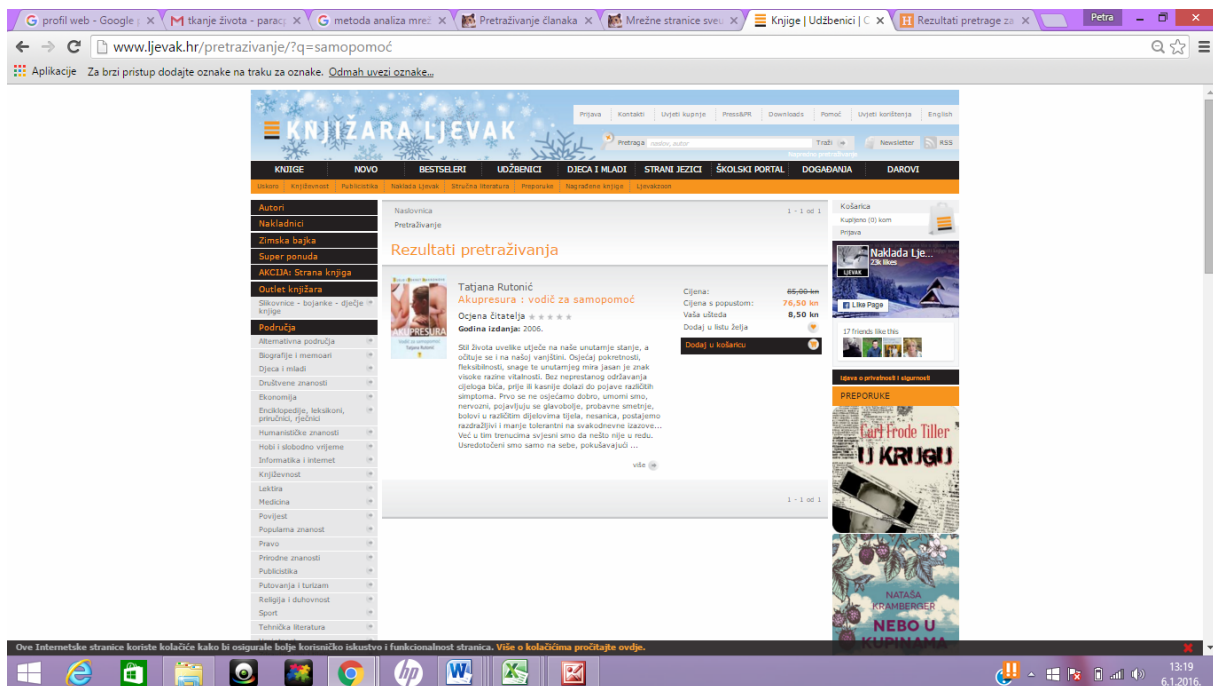 profil web - Google
tkanje života - parac
metoda analiza mrež
Pretraživanje članaka
Mrežne stranice sveu
Knjige | Udžbenici | C
Rezultati pretrage za
Petra
www.ljevak.hr/pretrazivanje/?q=samopomoć
Aplikacije Za brzi pristup dodajte oznake na traku za oznake. Odmah uvezi oznake...
Prijava Kontakti Uvjeti kupnje Press&PR Downloads Pomoć Uvjeti korištenja English
KNJIŽARA LJEVAK
Pretraga naslov, autor Traži Newsletter RSS
KNJIGE NOVO BESTSELERI UDŽBENICI DJECA I MLADI STRANI JEZICI ŠKOLSKI PORTAL DOGAĐANJA DAROVI
Uskoro Književnost Publicistika Naklada Ljevak Stručna literatura Preporuke Nagrađene knjige Ljevakzoon
Autori
Nakladnici
Zimska bajka
Super ponuda
AKCIJA: Strana knjiga
Outlet knjižara
Slikovnice - bojanke - dječje
knjige
Područja
Alternativna područja
Biografije i memoari
Djeca i mladi
Društvene znanosti
Ekonomija
Enciklopedije, leksikoni,
priručnici, rječnici
Humanističke znanosti
Hobi i slobodno vrijeme
Informatika i internet
Književnost
Lektira
Medicina
Povijest
Popularna znanost
Pravo
Prirodne znanosti
Publicistika
Putovanja i turizam
Religija i duhovnost
Sport
Tehnička literatura
Naslovnica
1 - 1 od 1
Pretraživanje
Rezultati pretraživanja
AKUPRESURA
Vodič za samopomoć
Tatjana Rutonić
Tatjana Rutonić
Akupresura : vodič za samopomoć
Ocjena čitatelja
Godina izdanja: 2006.
Stil života uvelike utječe na naše unutarnje stanje, a
očituje se i na našoj vanjštini. Osjećaj pokretnosti,
fleksibilnosti, snage te unutarnjeg mira jasan je znak
visoke razine vitalnosti. Bez neprestanog održavanja
cijeloga bića, prije ili kasnije dolazi do pojave različitih
simptoma. Prvo se ne osjećamo dobro, umorni smo,
nervozni, pojavljuju se glavobolje, probavne smetnje,
bolovi u različitim dijelovima tijela, nesanica, postajemo
razdražljivi i manje tolerantni na svakodnevne izazove...
Već u tim trenucima svjesni smo da nešto nije u redu.
Usredotočeni smo samo na sebe, pokušavajući ...
više
Cijena: 85,00 kn
Cijena s popustom: 76,50 kn
Vaša ušteda 8,50 kn
Dodaj u listu želja
Dodaj u košaricu
1 - 1 od 1
Košarica
Kupljeno (0) kom
Prijava
Naklada Lje...
23k likes
LJEVAK
Like Page
17 friends like this
Izjava o privatnosti i sigurnosti
PREPORUKE
Carl Frode Tiller
U KRUGU
NATAŠA
KRAMBERGER
NEBO U
KUPINAMA
Ove Internetske stranice koriste kolačiće kako bi osigurale bolje korisničko iskustvo i funkcionalnost stranica. Više o kolačićima pročitajte ovdje.
13:19
6.1.2016.